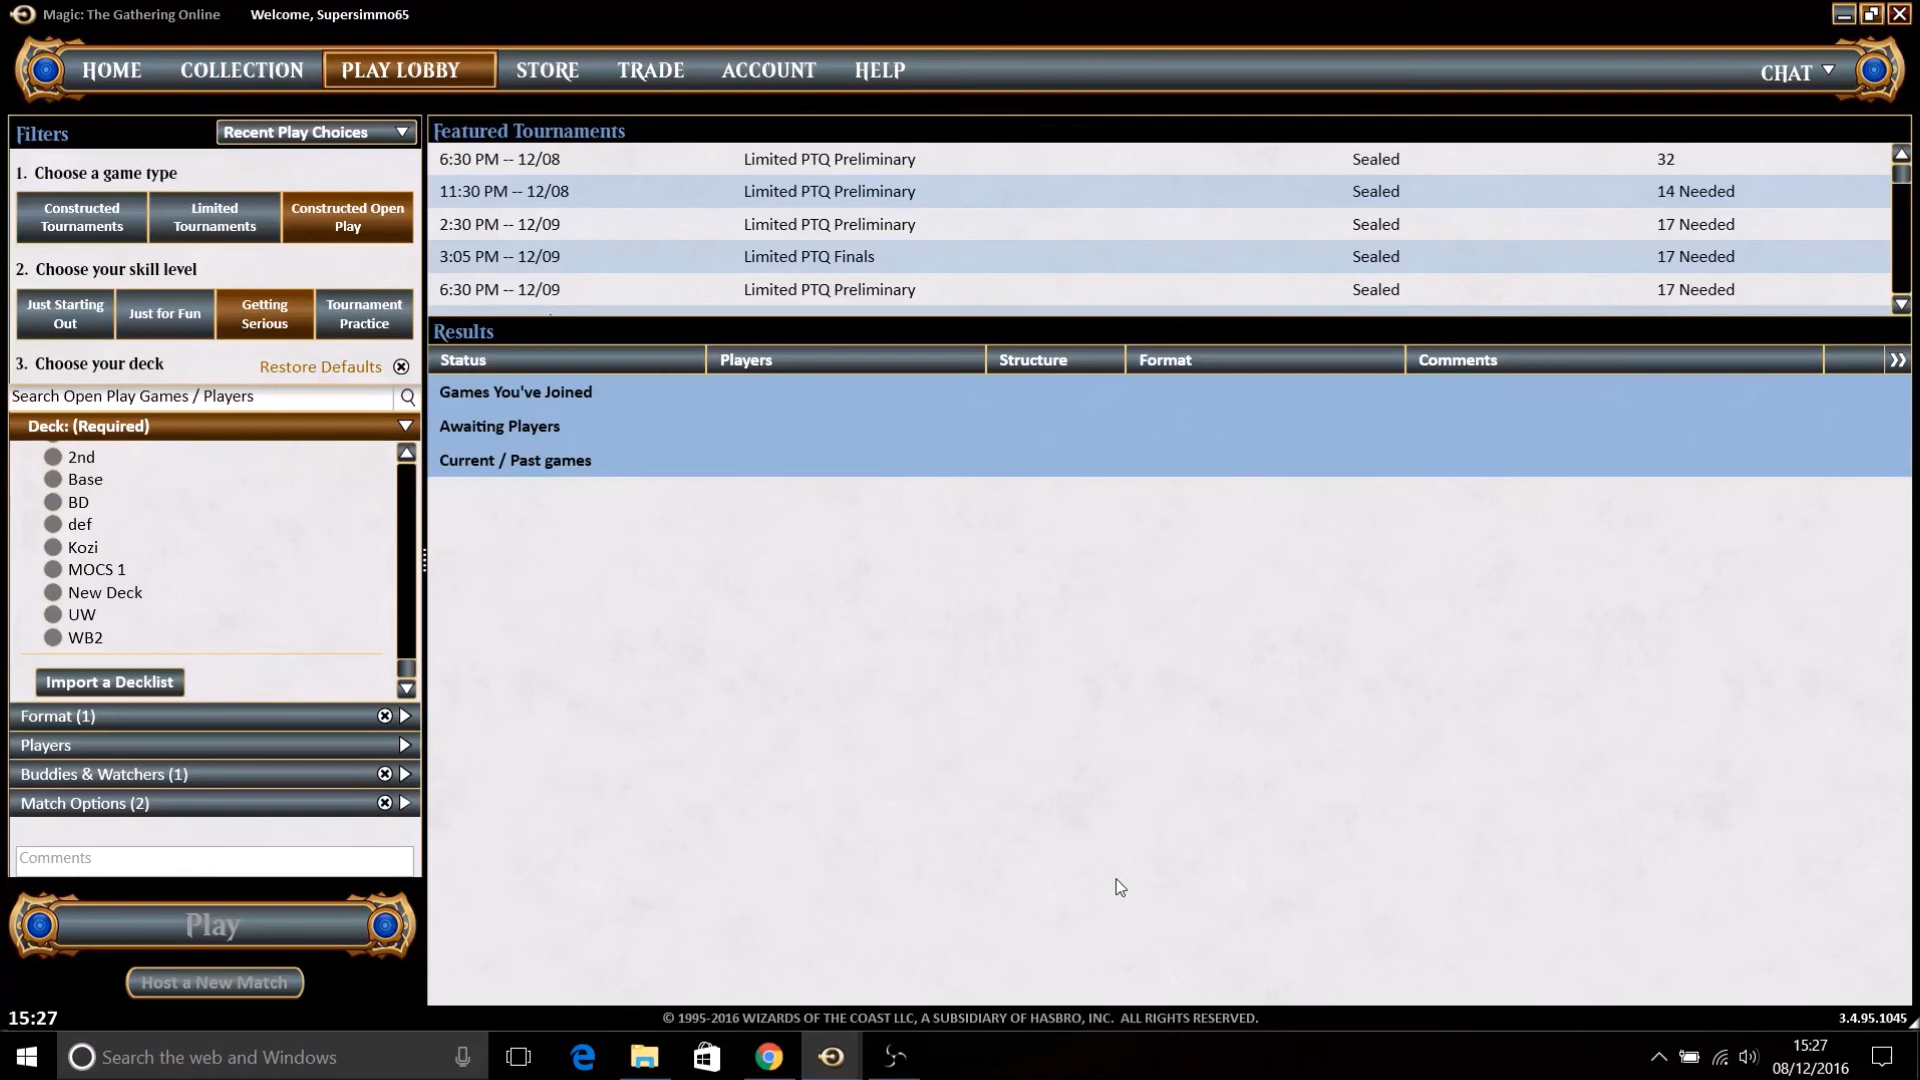 Magic: The Gathering Online Welcome, Supersimmo65
HOME COLLECTION PLAY LOBBY STORE TRADE ACCOUNT HELP CHAT
Filters Recent Play Choices
1. Choose a game type
Constructed Tournaments Limited Tournaments Constructed Open Play
2. Choose your skill level
Just Starting Out Just for Fun Getting Serious Tournament Practice
3. Choose your deck Restore Defaults
Search Open Play Games / Players
Deck: (Required)
2nd
Base
BD
def
Kozi
MOCS 1
New Deck
UW
WB2
Import a Decklist
Format (1)
Players
Buddies & Watchers (1)
Match Options (2)
Comments
Play
Host a New Match
Featured Tournaments
6:30 PM -- 12/08 Limited PTQ Preliminary Sealed 32
11:30 PM -- 12/08 Limited PTQ Preliminary Sealed 14 Needed
2:30 PM -- 12/09 Limited PTQ Preliminary Sealed 17 Needed
3:05 PM -- 12/09 Limited PTQ Finals Sealed 17 Needed
6:30 PM -- 12/09 Limited PTQ Preliminary Sealed 17 Needed
Results
Status Players Structure Format Comments
Games You've Joined
Awaiting Players
Current / Past games
15:27 © 1995-2016 WIZARDS OF THE COAST LLC, A SUBSIDIARY OF HASBRO, INC. ALL RIGHTS RESERVED. 3.4.95.1045
Search the web and Windows
15:27
08/12/2016